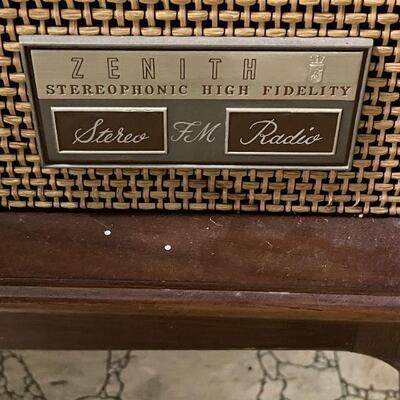 ZENITH
STEREOPHONIC HIGH FIDELITY
Stereo FM Radio